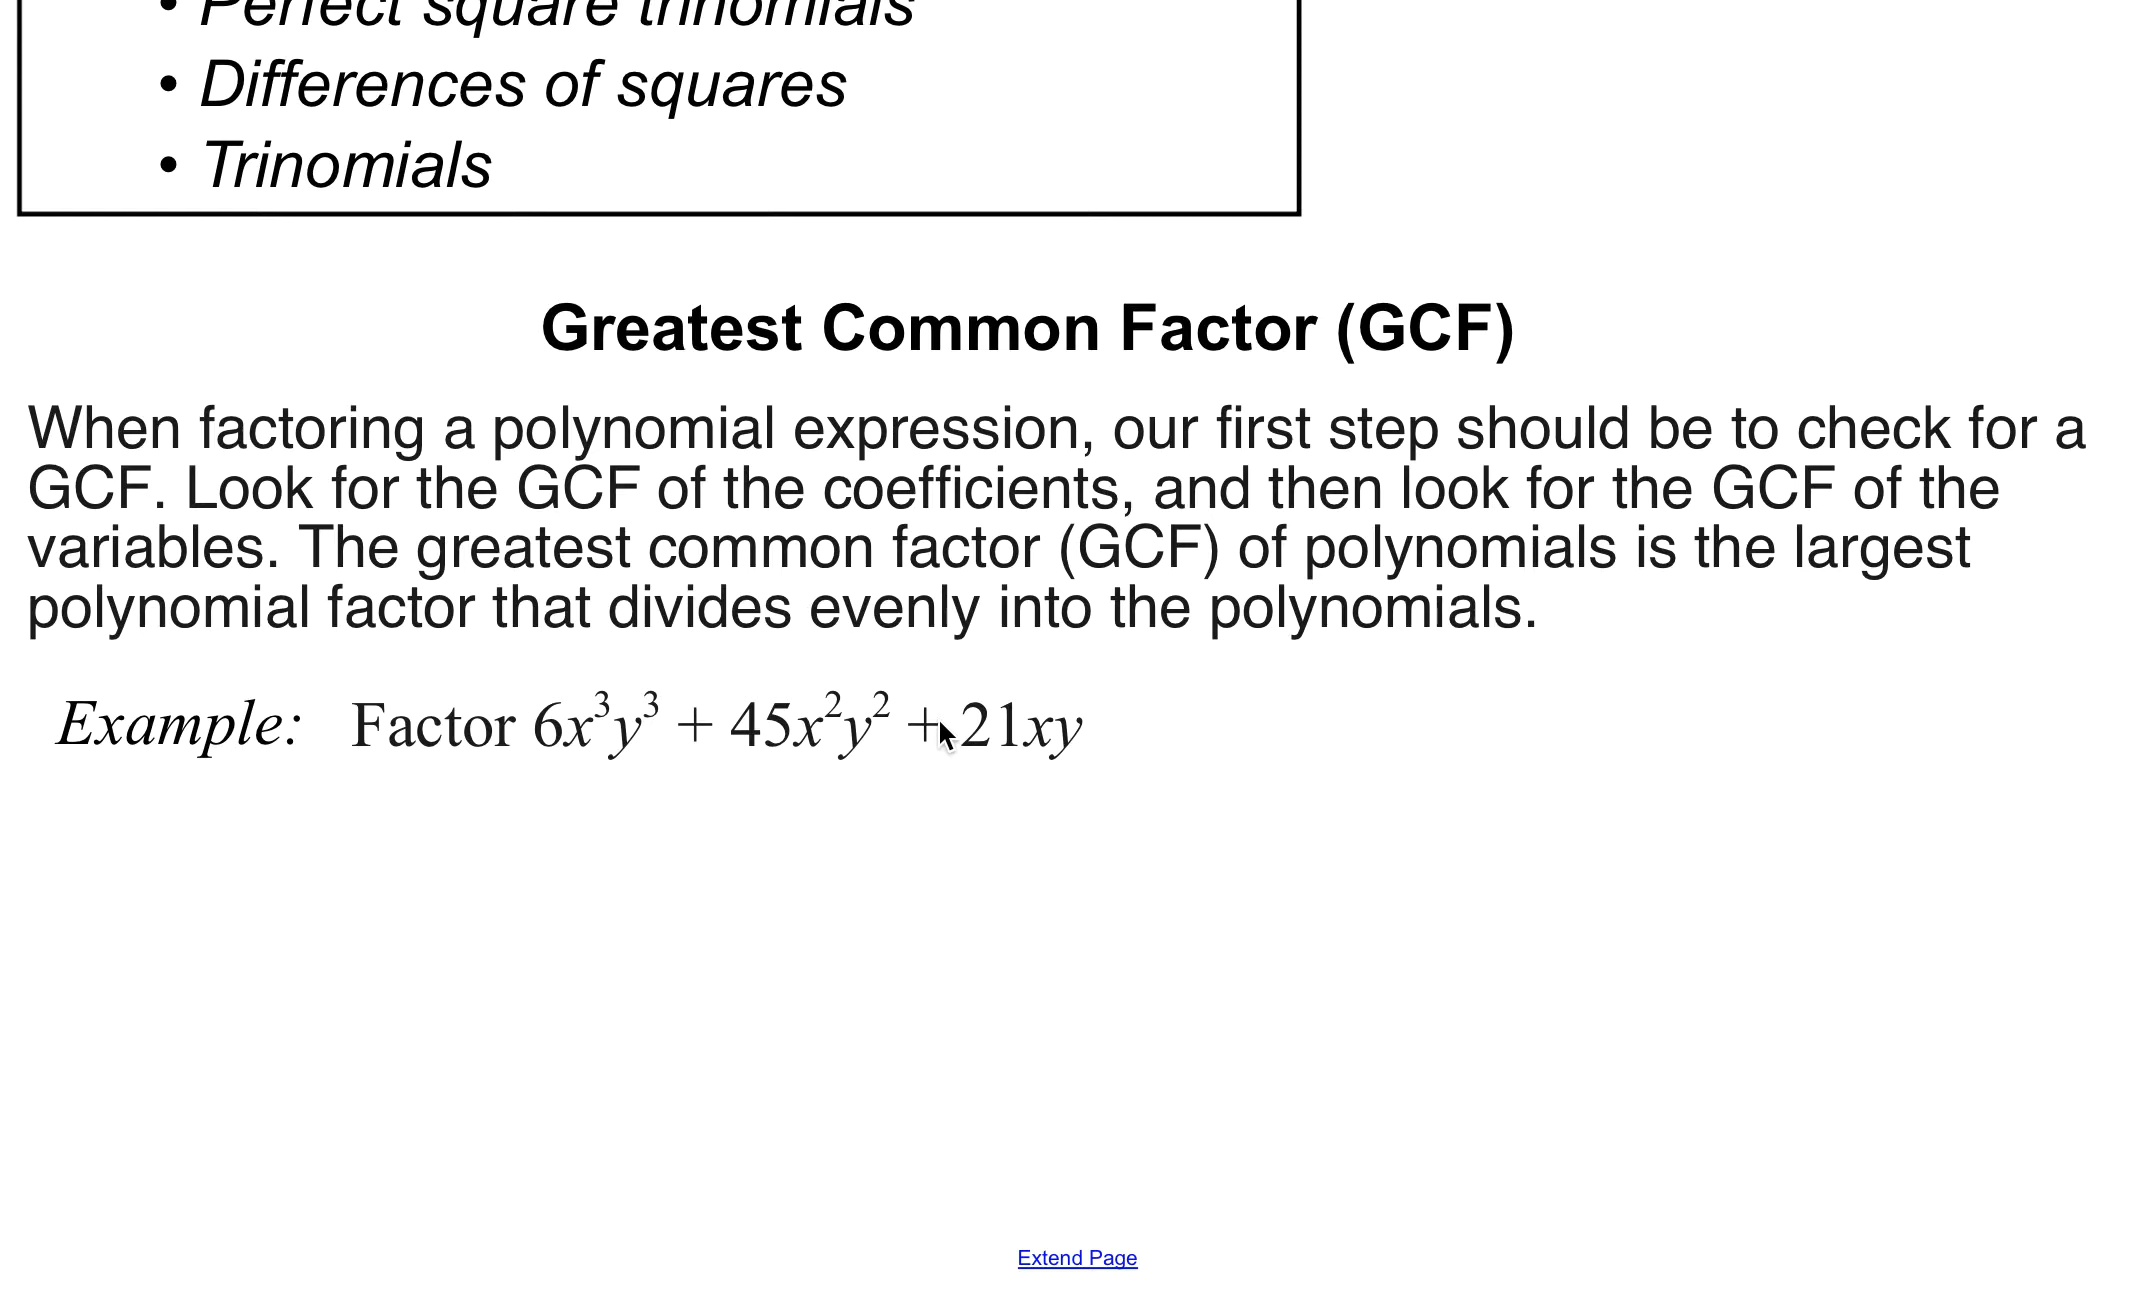 • Perfect square trinomials
• Differences of squares
• Trinomials
Greatest Common Factor (GCF)
When factoring a polynomial expression, our first step should be to check for a
GCF. Look for the GCF of the coefficients, and then look for the GCF of the
variables. The greatest common factor (GCF) of polynomials is the largest
polynomial factor that divides evenly into the polynomials.
Example: Factor 6x³y³ + 45x²y² + 21xy
Extend Page